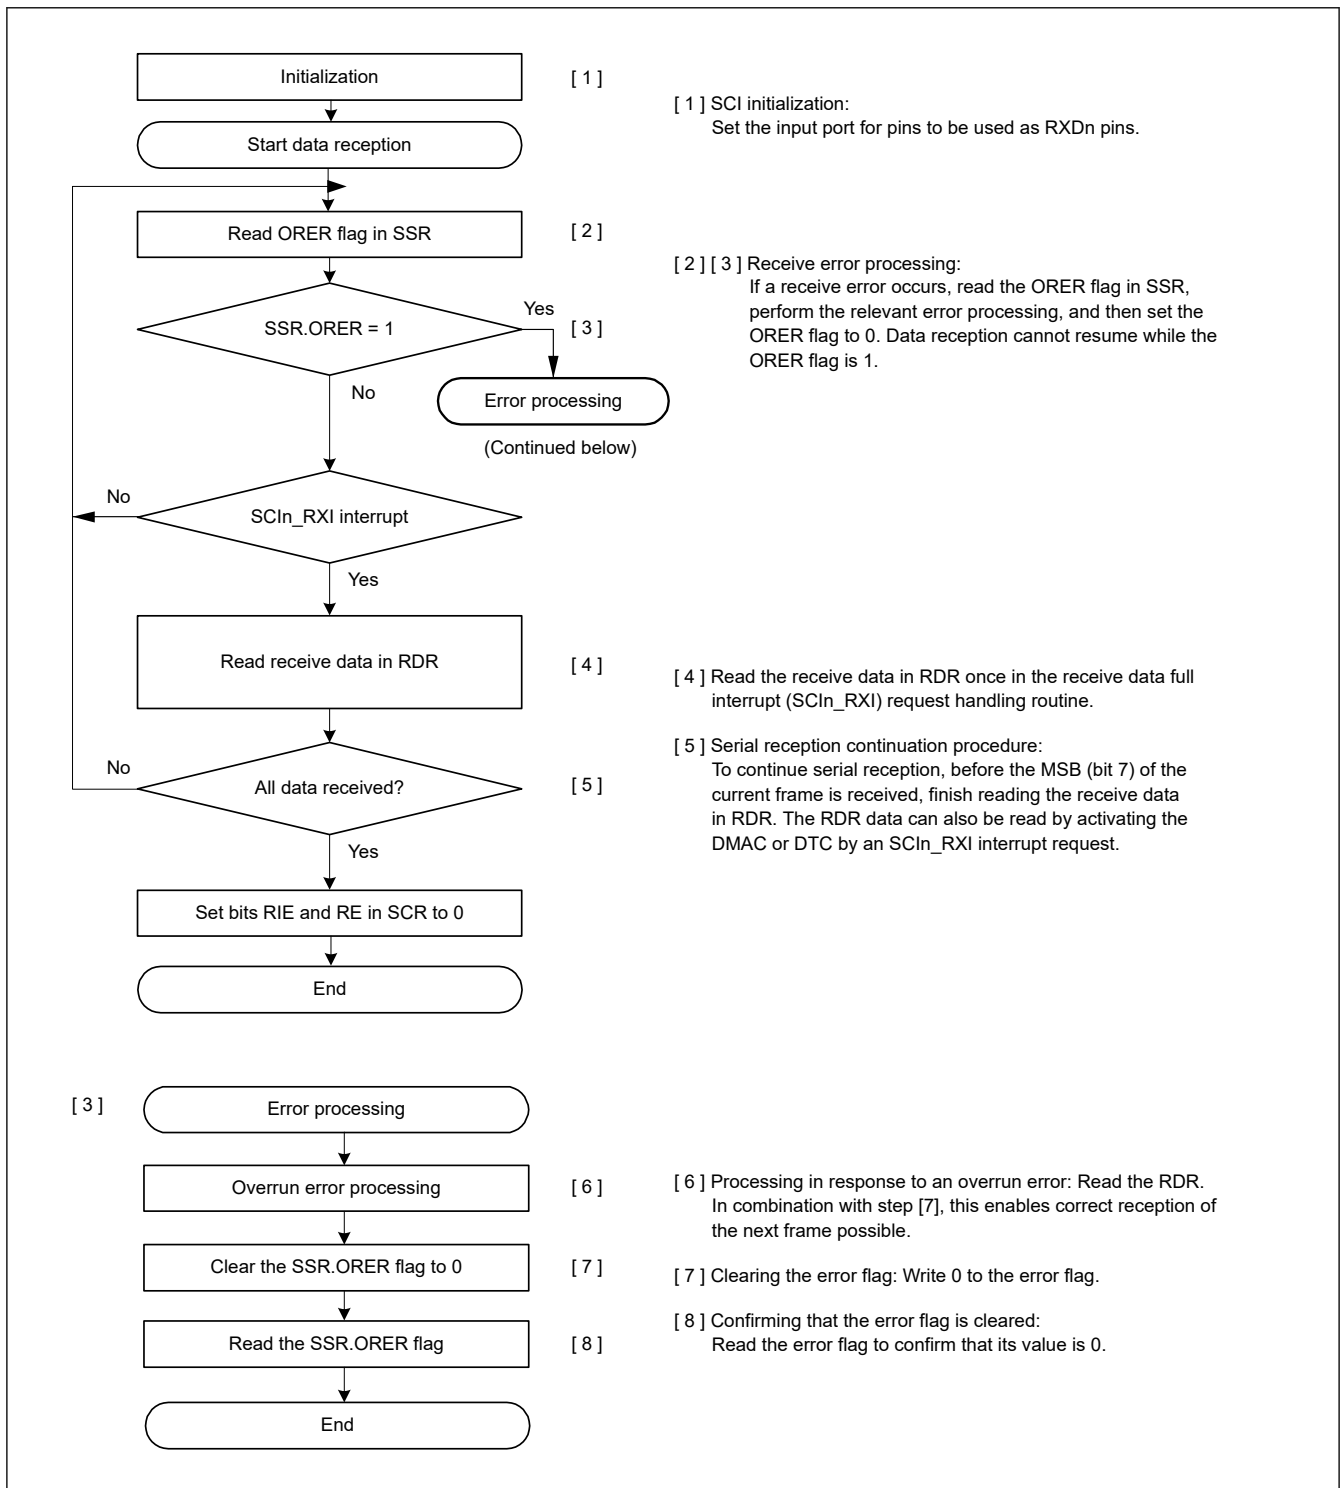 Initialization
[ 1 ]
[ 1 ] SCI initialization:
Set the input port for pins to be used as RXDn pins.
Start data reception
Read ORER flag in SSR
[ 2 ]
[ 2 ] [ 3 ] Receive error processing:
If a receive error occurs, read the ORER flag in SSR,
perform the relevant error processing, and then set the
ORER flag to 0. Data reception cannot resume while the
ORER flag is 1.
SSR.ORER = 1
Yes
[ 3 ]
No
Error processing
(Continued below)
No
SCIn_RXI interrupt
Yes
Read receive data in RDR
[ 4 ]
[ 4 ] Read the receive data in RDR once in the receive data full
interrupt (SCIn_RXI) request handling routine.
No
All data received?
[ 5 ]
[ 5 ] Serial reception continuation procedure:
To continue serial reception, before the MSB (bit 7) of the
current frame is received, finish reading the receive data
in RDR. The RDR data can also be read by activating the
DMAC or DTC by an SCIn_RXI interrupt request.
Yes
Set bits RIE and RE in SCR to 0
End
[ 3 ]
Error processing
Overrun error processing
[ 6 ]
[ 6 ] Processing in response to an overrun error: Read the RDR.
In combination with step [7], this enables correct reception of
the next frame possible.
Clear the SSR.ORER flag to 0
[ 7 ]
[ 7 ] Clearing the error flag: Write 0 to the error flag.
Read the SSR.ORER flag
[ 8 ]
[ 8 ] Confirming that the error flag is cleared:
Read the error flag to confirm that its value is 0.
End